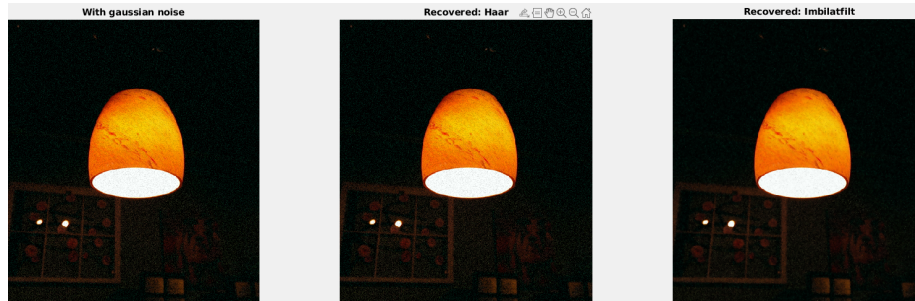 With gaussian noise
Recovered: Haar
Recovered: Imbilatfilt